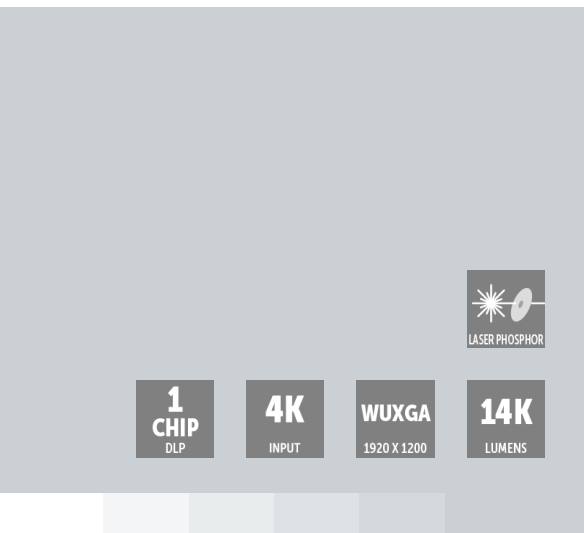 LASER PHOSPHOR
1
CHIP
DLP
4K
INPUT
WUXGA
1920 X 1200
14K
LUMENS